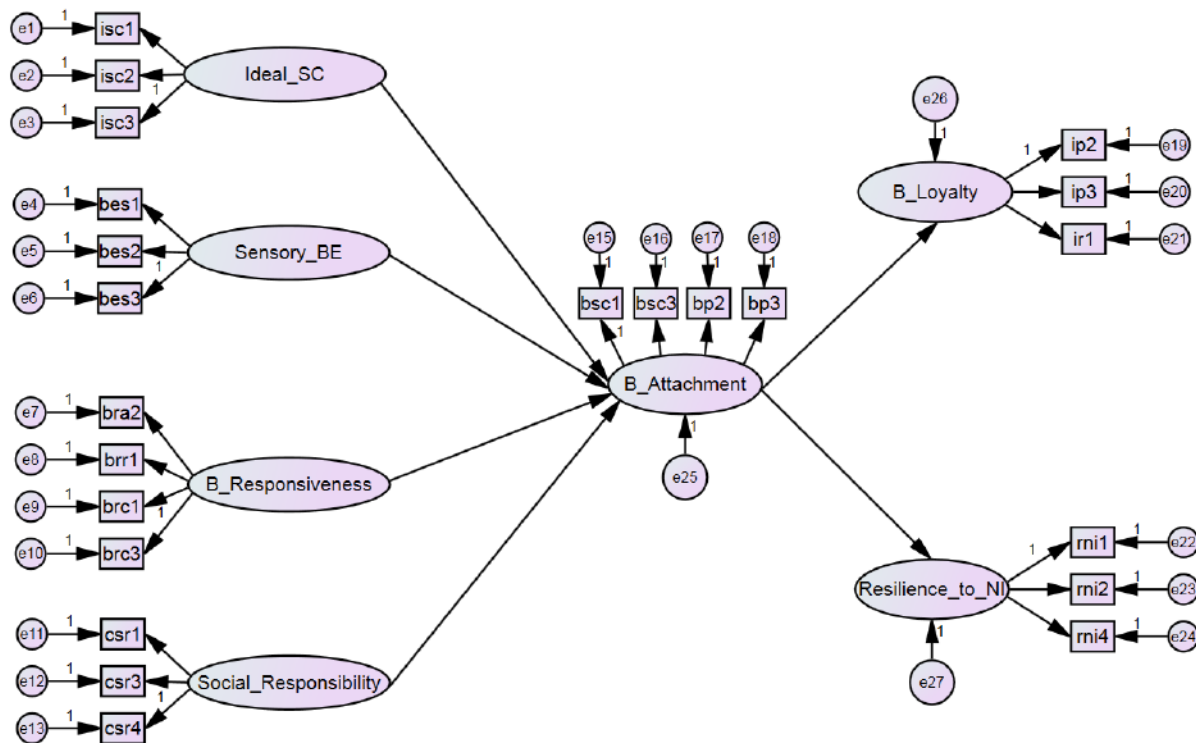 e1 1 isc1
e2 1 isc2
e3 1 isc3
1
Ideal_SC
e4 1 bes1
e5 1 bes2
e6 1 bes3
1
Sensory_BE
e7 1 bra2
e8 1 brr1
e9 1 brc1
e10 1 brc3
1
B_Responsiveness
e11 1 csr1
e12 1 csr3
e13 1 csr4
1
Social_Responsibility
e15 e16 e17 e18
1 1 1 1
bsc1 bsc3 bp2 bp3
1
B_Attachment
1
e25
e26
1
B_Loyalty
1 ip2 1 e19
ip3 1 e20
ir1 1 e21
Resilience_to_NI
1 rni1 1 e22
rni2 1 e23
rni4 1 e24
1
e27